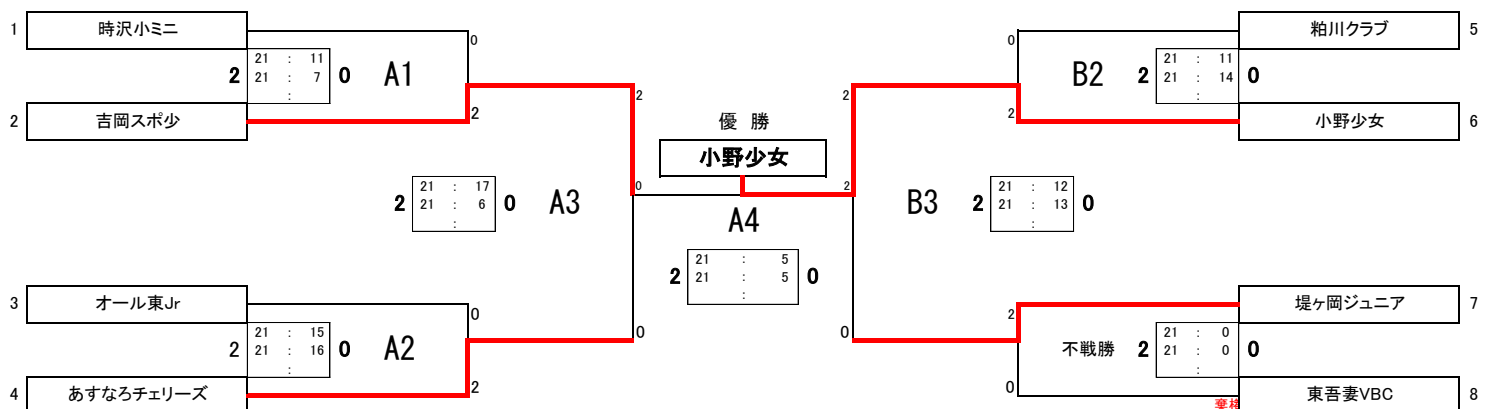 1 時沢小ミニ 0 0 粕川クラブ 5
2 21 : 11 0 A1 B2 2 21 : 11 0
21 : 7 21 : 14
: :
2 吉岡スポ少 2 2 2 2 小野少女 6
優 勝
小野少女
2 21 : 17 0 A3 0 2 B3 2 21 : 12 0
21 : 6 21 : 13
: :
A4
2 21 : 5 0
21 : 5
:
3 オール東Jr 0 2 堤ヶ岡ジュニア 7
2 21 : 15 0 A2 0 0 不戦勝 2 21 : 0 0
21 : 16 21 : 0
: :
4 あすなろチェリーズ 2 0 東吾妻VBC 8
棄